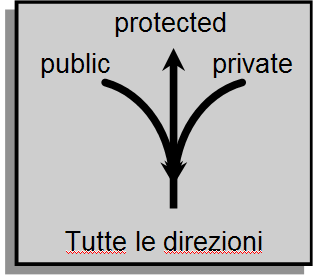 protected
public private
Tutte le direzioni